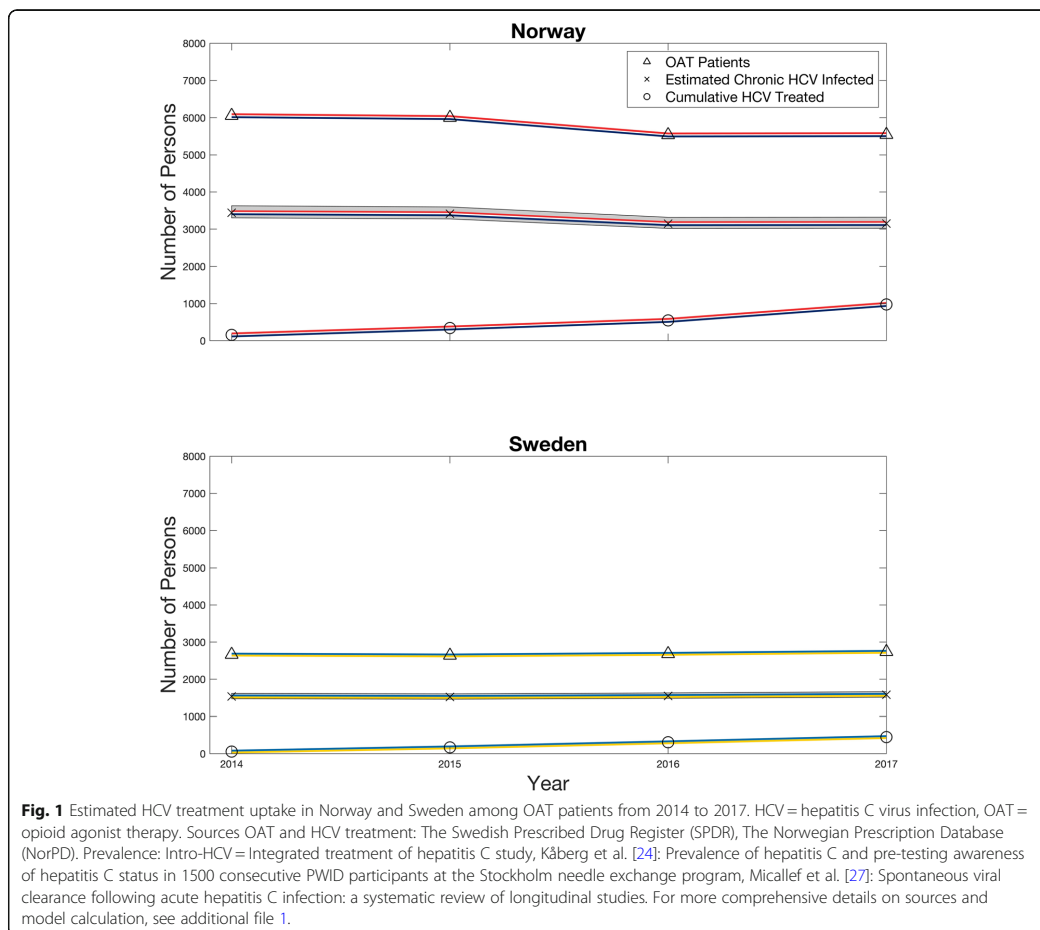 Norway
8000
7000
6000
5000
4000
3000
2000
1000
0
Number of Persons
OAT Patients
Estimated Chronic HCV Infected
Cumulative HCV Treated
Sweden
8000
7000
6000
5000
4000
3000
2000
1000
0
Number of Persons
2014 2015 2016 2017
Year
Fig. 1 Estimated HCV treatment uptake in Norway and Sweden among OAT patients from 2014 to 2017. HCV = hepatitis C virus infection, OAT =
opioid agonist therapy. Sources OAT and HCV treatment: The Swedish Prescribed Drug Register (SPDR), The Norwegian Prescription Database
(NorPD). Prevalence: Intro-HCV = Integrated treatment of hepatitis C study, Kåberg et al. [24]: Prevalence of hepatitis C and pre-testing awareness
of hepatitis C status in 1500 consecutive PWID participants at the Stockholm needle exchange program, Micallef et al. [27]: Spontaneous viral
clearance following acute hepatitis C infection: a systematic review of longitudinal studies. For more comprehensive details on sources and
model calculation, see additional file 1.